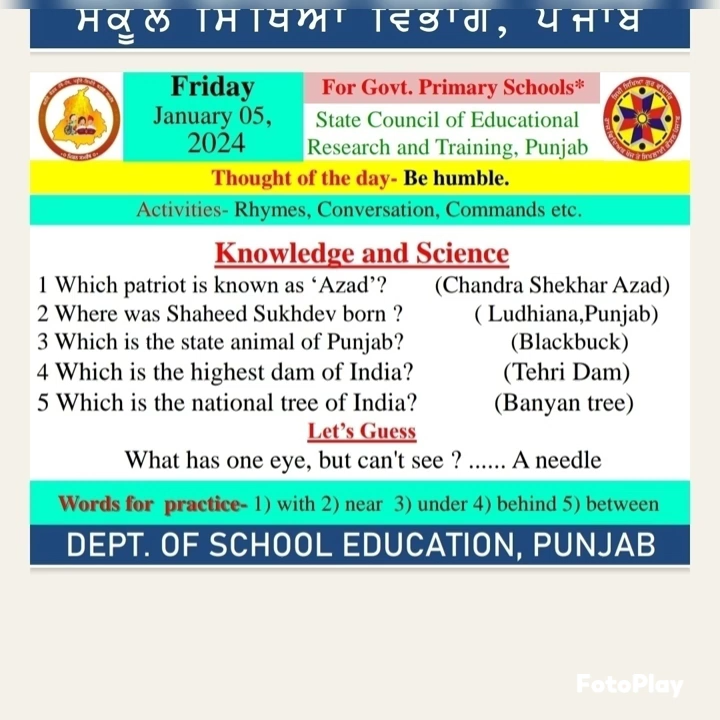 ਸਕੂਲ ਸਿੱਖਿਆ ਵਿਭਾਗ, ਪੰਜਾਬ
Friday
January 05,
2024
For Govt. Primary Schools*
State Council of Educational
Research and Training, Punjab
Thought of the day- Be humble.
Activities- Rhymes, Conversation, Commands etc.
Knowledge and Science
1 Which patriot is known as ‘Azad’? (Chandra Shekhar Azad)
2 Where was Shaheed Sukhdev born ? ( Ludhiana,Punjab)
3 Which is the state animal of Punjab? (Blackbuck)
4 Which is the highest dam of India? (Tehri Dam)
5 Which is the national tree of India? (Banyan tree)
Let’s Guess
What has one eye, but can't see ? ...... A needle
Words for practice- 1) with 2) near 3) under 4) behind 5) between
DEPT. OF SCHOOL EDUCATION, PUNJAB
FotoPlay